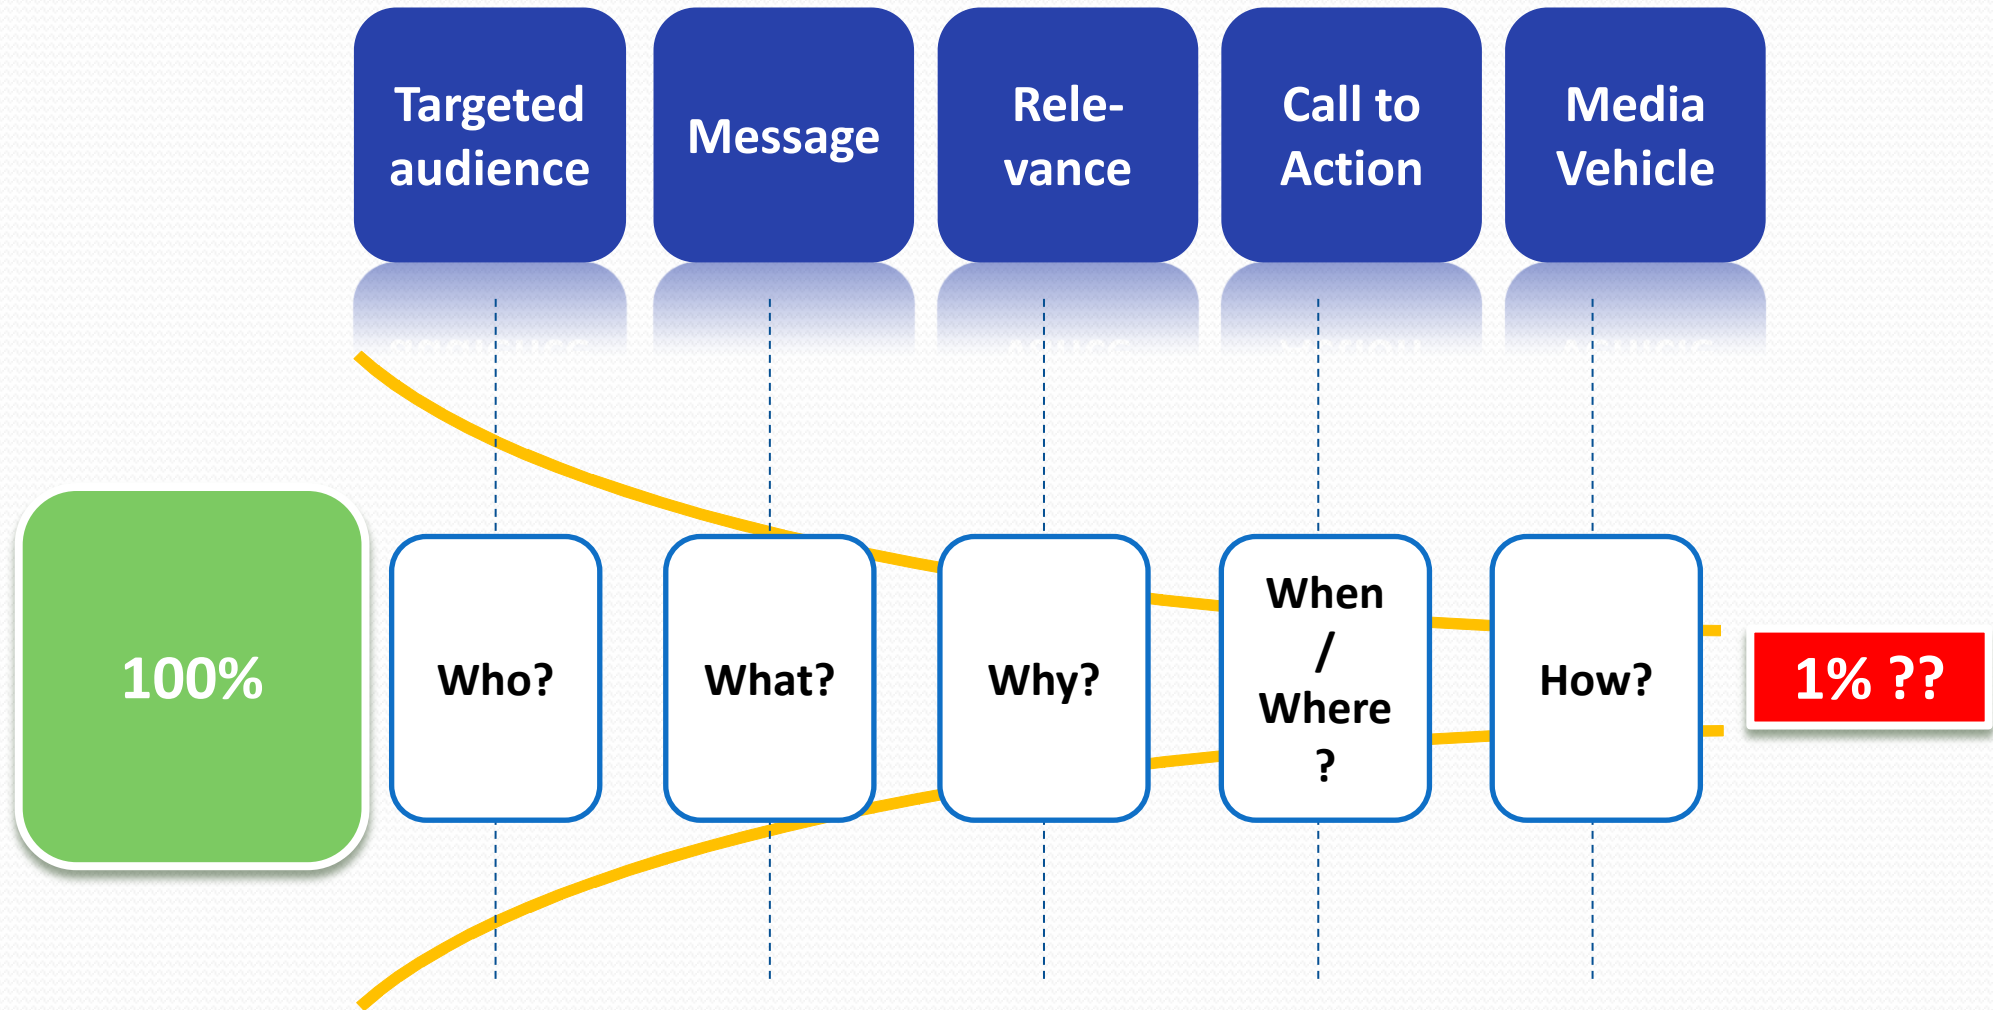 Targeted
audience
Message
Rele-
vance
Call to
Action
Media
Vehicle
100%
Who?
What?
Why?
When
/
Where
?
How?
1% ??